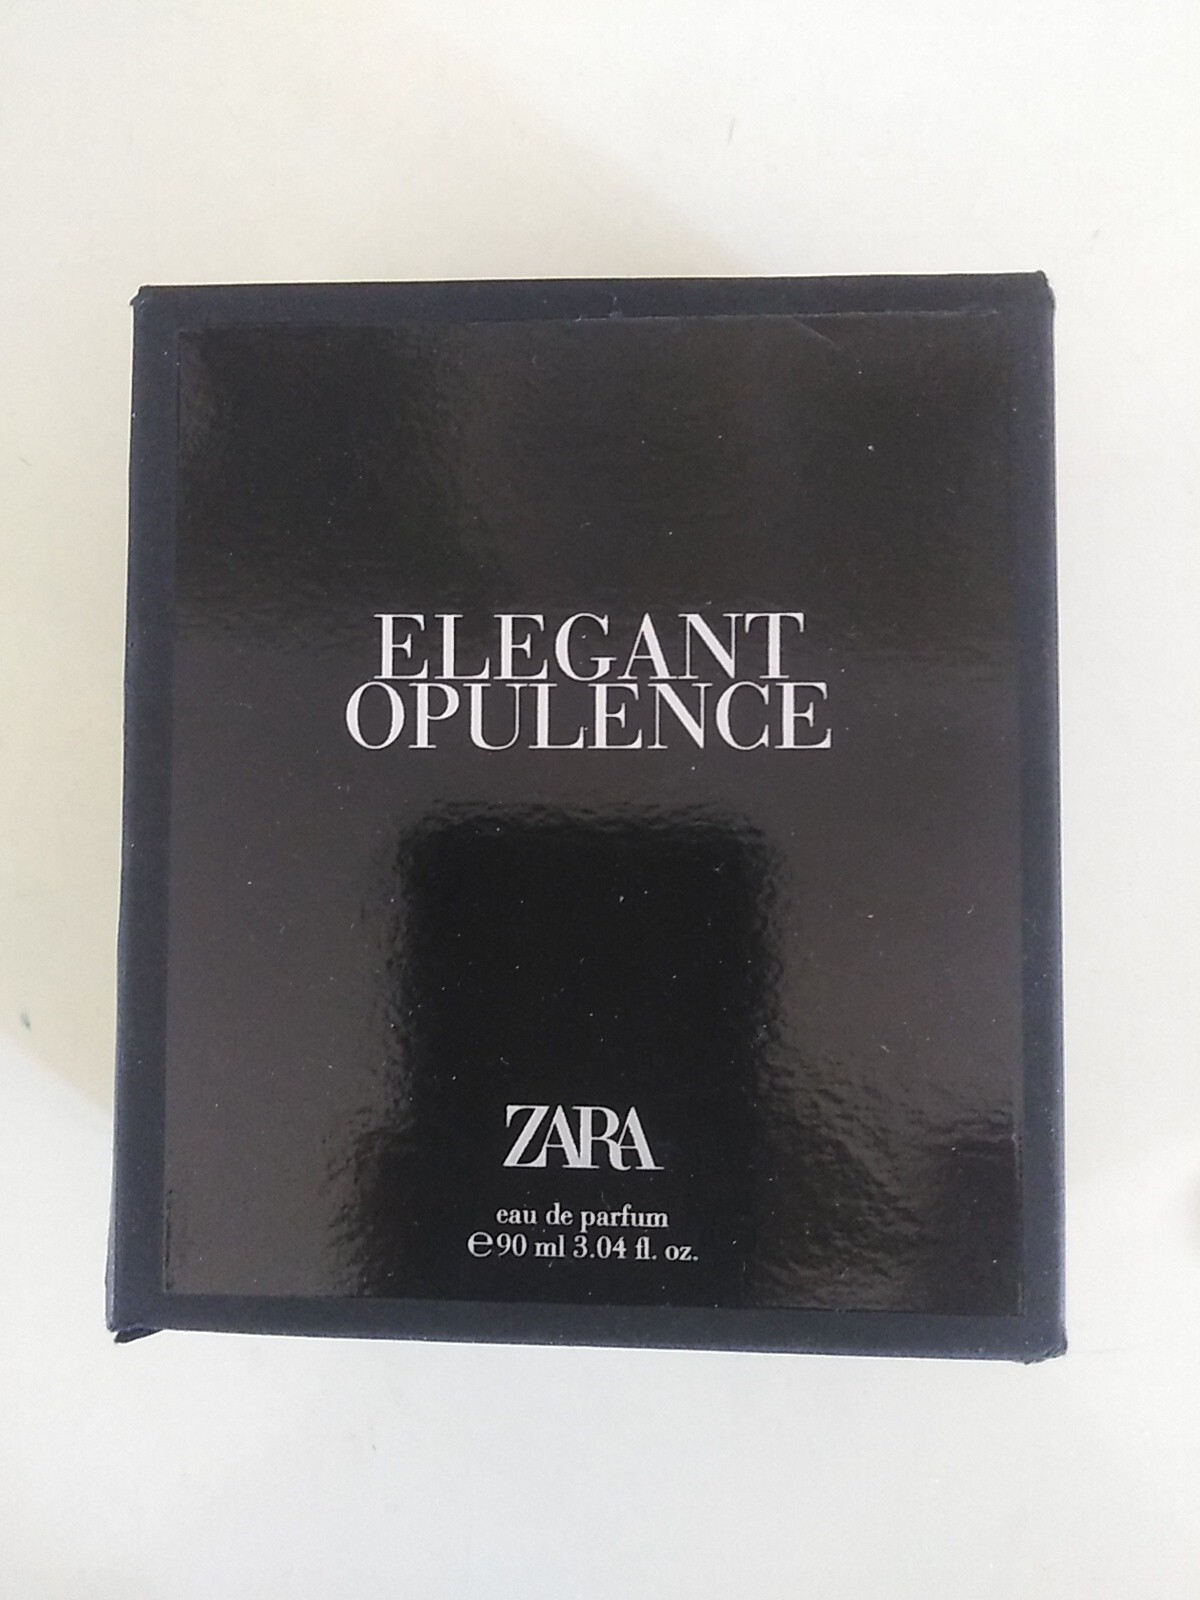 ELEGANT
OPULENCE
ZARA
eau de parfum
℮90 ml 3.04 fl. oz.